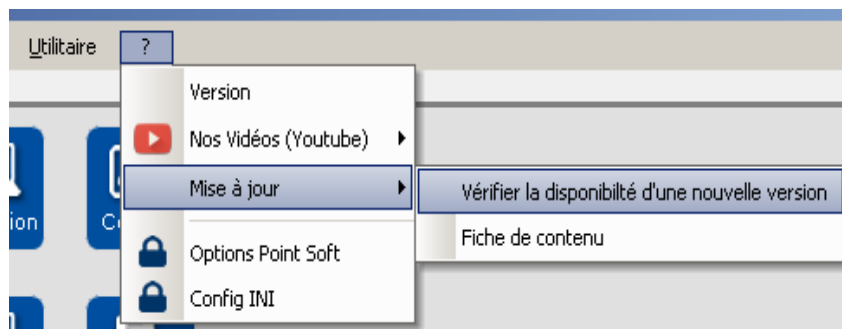 Utilitaire ?
Version
Nos Vidéos (Youtube)
Mise à jour
Vérifier la disponibilté d'une nouvelle version
Fiche de contenu
Options Point Soft
Config INI
ion
C